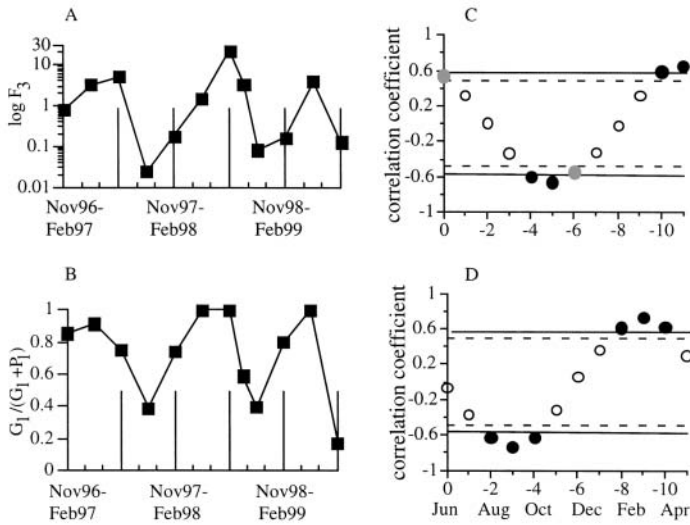 A
log F3
30
10
1
0.1
0.01
Nov96- Nov97- Nov98-
Feb97 Feb98 Feb99
B
G1/(G1+P1)
1
0.8
0.6
0.4
0.2
0
Nov96- Nov97- Nov98-
Feb97 Feb98 Feb99
C
correlation coefficient
1
0.6
0.2
-0.2
-0.6
-1
0 -2 -4 -6 -8 -10
D
correlation coefficient
1
0.6
0.2
-0.2
-0.6
-1
0 -2 -4 -6 -8 -10
Jun Aug Oct Dec Feb Apr